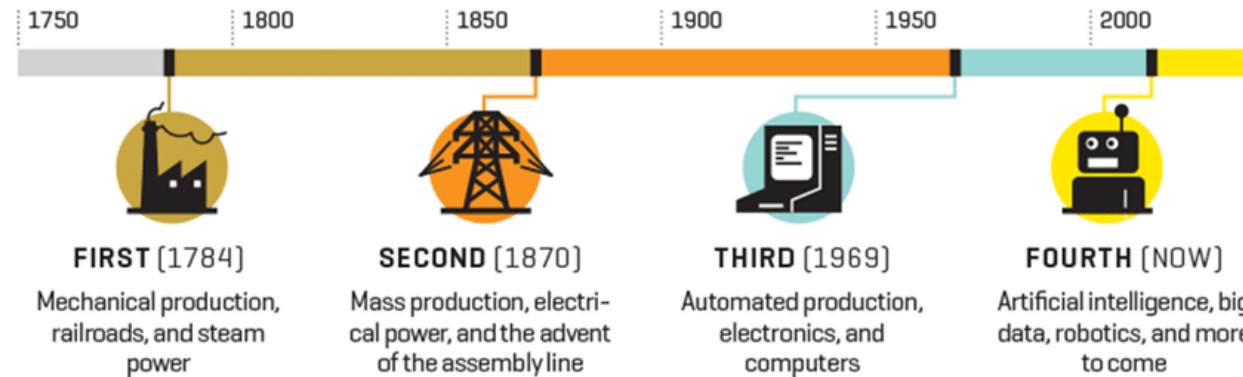 1750
1800
1850
1900
1950
2000
FIRST (1784)
Mechanical production,
railroads, and steam
power
SECOND (1870)
Mass production, electri-
cal power, and the advent
of the assembly line
THIRD (1969)
Automated production,
electronics, and
computers
FOURTH (NOW)
Artificial intelligence, big
data, robotics, and more
to come